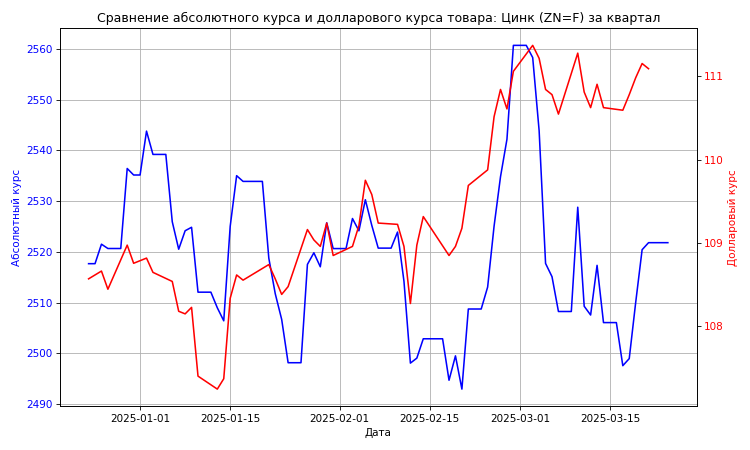 Сравнение абсолютного курса и долларового курса товара: Цинк (ZN=F) за квартал
2560
2550
2540
2530
2520
2510
2500
2490
Абсолютный курс
111
110
109
108
Долларовый курс
2025-01-01 2025-01-15 2025-02-01 2025-02-15 2025-03-01 2025-03-15
Дата